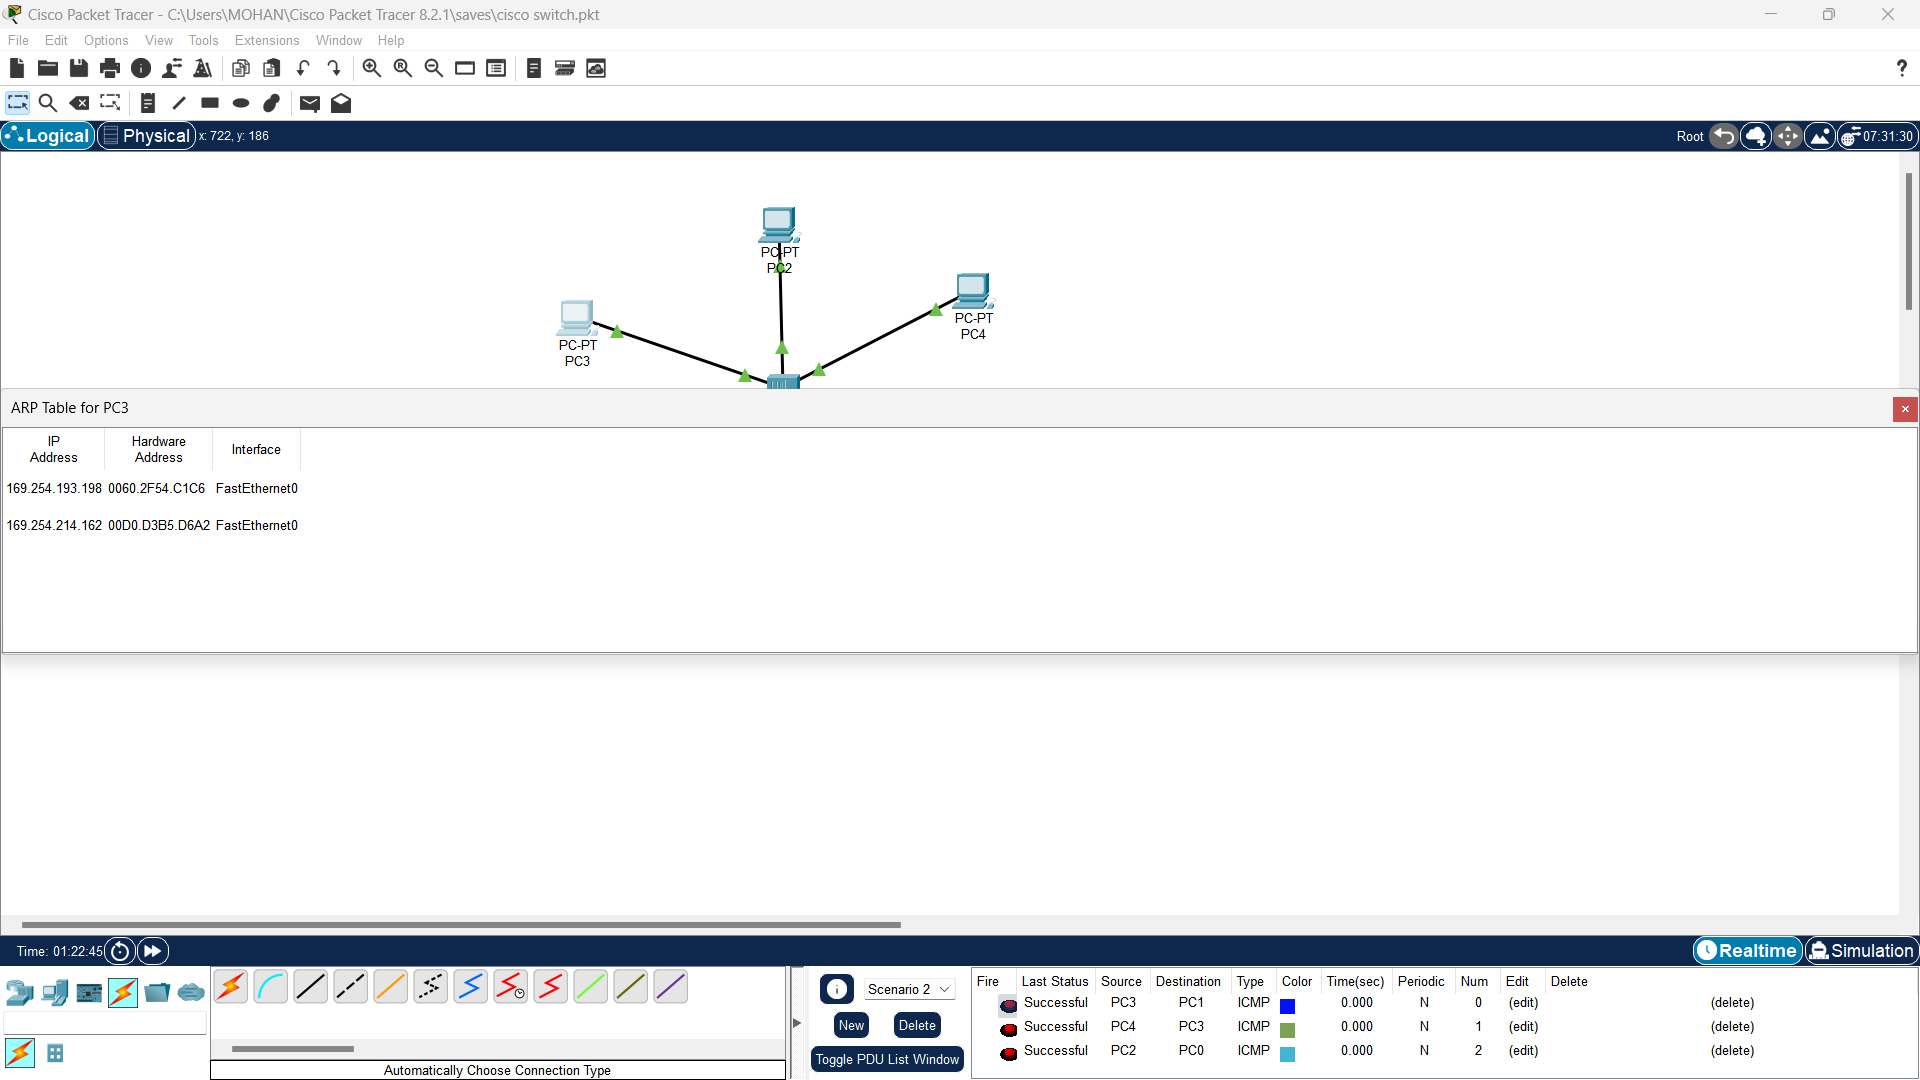 Cisco Packet Tracer - C:\Users\MOHAN\Cisco Packet Tracer 8.2.1\saves\cisco switch.pkt
File Edit Options View Tools Extensions Window Help
?
Logical Physical x: 722, y: 186 Root 07:31:30
PC-PT
PC2
PC-PT
PC4
PC-PT
PC3
ARP Table for PC3
IP Address Hardware Address Interface
169.254.193.198 0060.2F54.C1C6 FastEthernet0
169.254.214.162 00D0.D3B5.D6A2 FastEthernet0
Time: 01:22:45 Realtime Simulation
Automatically Choose Connection Type
Scenario 2
New Delete
Toggle PDU List Window
Fire Last Status Source Destination Type Color Time(sec) Periodic Num Edit Delete
Successful PC3 PC1 ICMP 0.000 N 0 (edit) (delete)
Successful PC4 PC3 ICMP 0.000 N 1 (edit) (delete)
Successful PC2 PC0 ICMP 0.000 N 2 (edit) (delete)